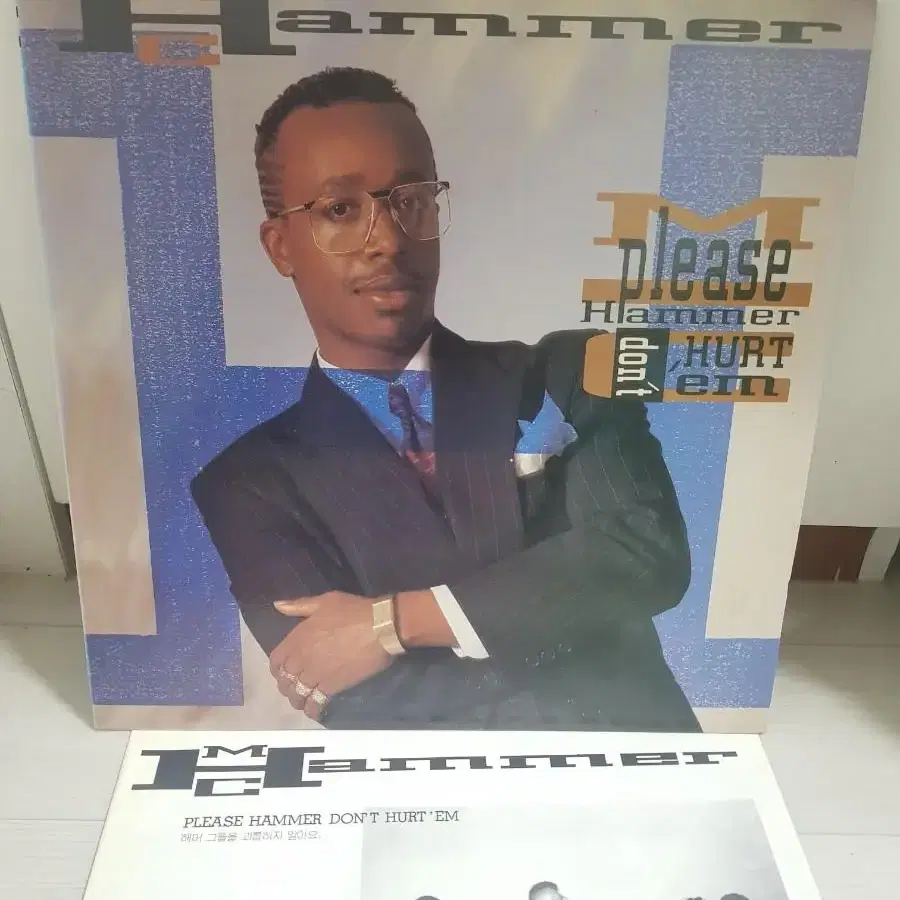 MC Hammer
please
Hammer
don't HURT
'em
MC Hammer
PLEASE HAMMER DON'T HURT 'EM
해머 그들을 괴롭히지 말아요.